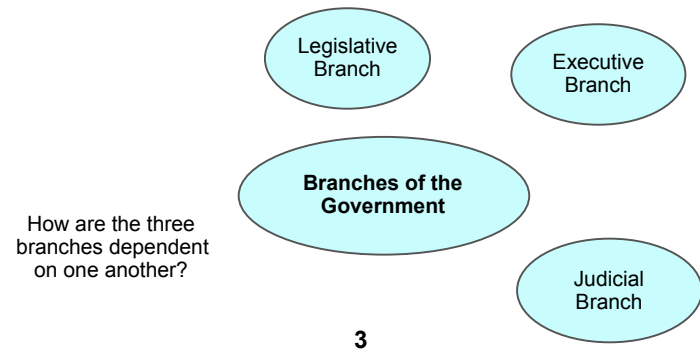 Legislative
Branch
Executive
Branch
Branches of the
Government
How are the three
branches dependent
on one another?
Judicial
Branch
3